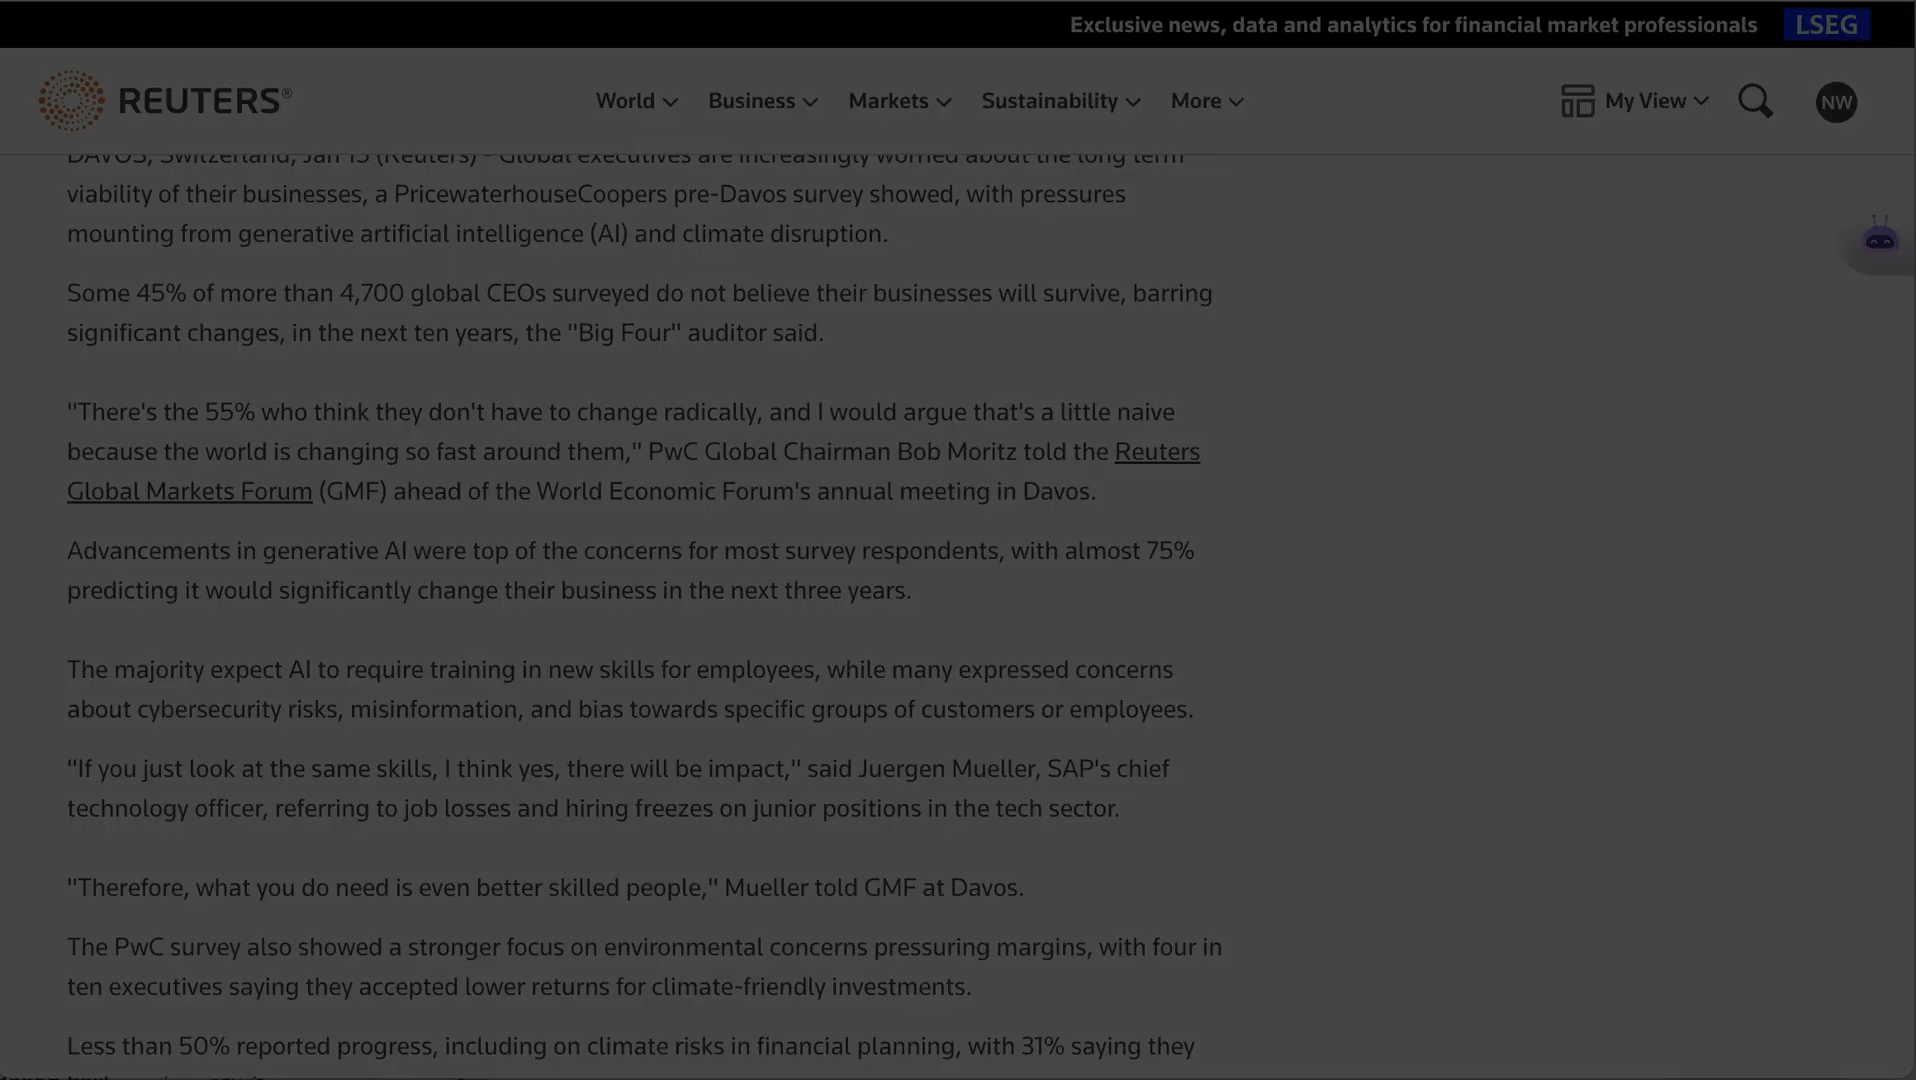 Exclusive news, data and analytics for financial market professionals LSEG
REUTERS® World Business Markets Sustainability More My View NW
DAVOS, Switzerland, Jan 15 (Reuters) - Global executives are increasingly worried about the long term
viability of their businesses, a PricewaterhouseCoopers pre-Davos survey showed, with pressures
mounting from generative artificial intelligence (AI) and climate disruption.
Some 45% of more than 4,700 global CEOs surveyed do not believe their businesses will survive, barring
significant changes, in the next ten years, the "Big Four" auditor said.
"There's the 55% who think they don't have to change radically, and I would argue that's a little naive
because the world is changing so fast around them," PwC Global Chairman Bob Moritz told the Reuters
Global Markets Forum (GMF) ahead of the World Economic Forum's annual meeting in Davos.
Advancements in generative AI were top of the concerns for most survey respondents, with almost 75%
predicting it would significantly change their business in the next three years.
The majority expect AI to require training in new skills for employees, while many expressed concerns
about cybersecurity risks, misinformation, and bias towards specific groups of customers or employees.
"If you just look at the same skills, I think yes, there will be impact," said Juergen Mueller, SAP's chief
technology officer, referring to job losses and hiring freezes on junior positions in the tech sector.
"Therefore, what you do need is even better skilled people," Mueller told GMF at Davos.
The PwC survey also showed a stronger focus on environmental concerns pressuring margins, with four in
ten executives saying they accepted lower returns for climate-friendly investments.
Less than 50% reported progress, including on climate risks in financial planning, with 31% saying they